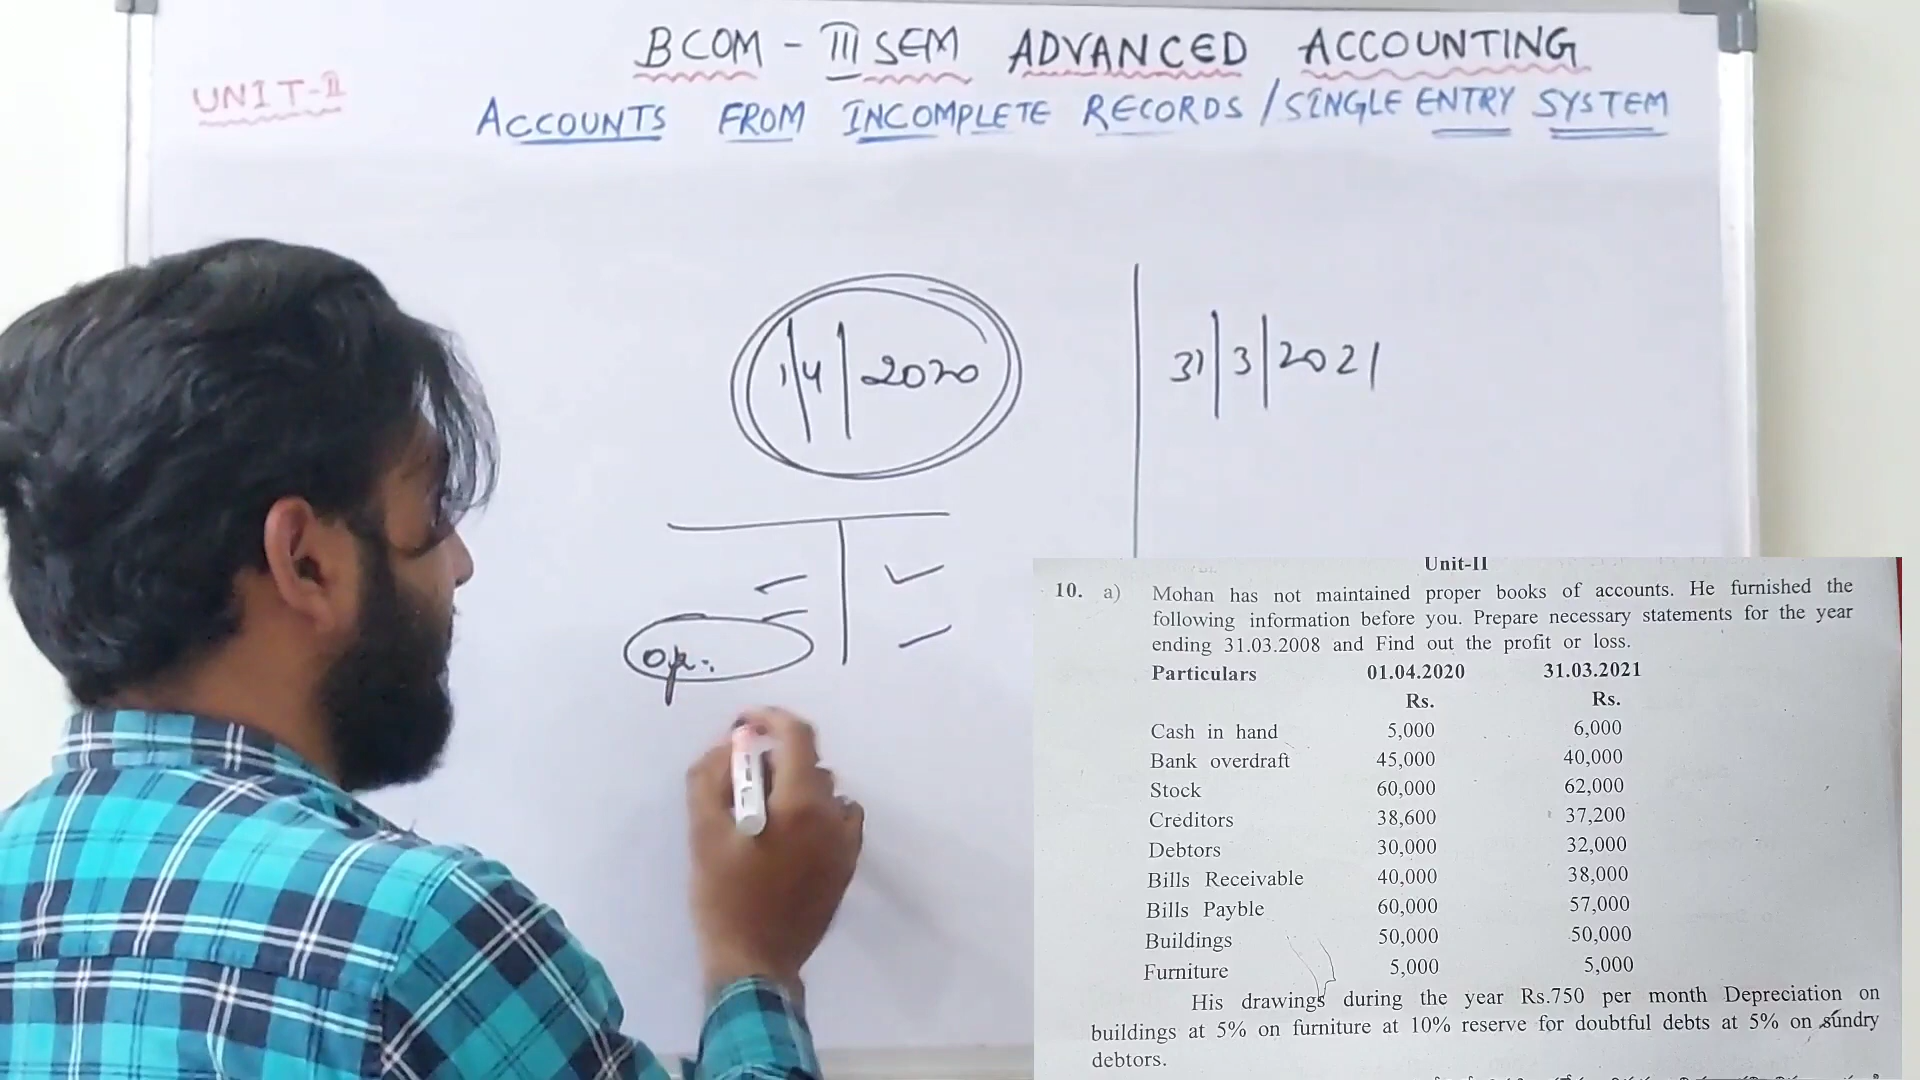 BCOM - III SEM ADVANCED ACCOUNTING
UNIT-II
ACCOUNTS FROM INCOMPLETE RECORDS / SINGLE ENTRY SYSTEM
1/4/2020
31/3/2021
op.
Unit-II
10. a) Mohan has not maintained proper books of accounts. He furnished the
following information before you. Prepare necessary statements for the year
ending 31.03.2008 and Find out the profit or loss.
Particulars 01.04.2020 31.03.2021
Rs. Rs.
Cash in hand 5,000 6,000
Bank overdraft 45,000 40,000
Stock 60,000 62,000
Creditors 38,600 37,200
Debtors 30,000 32,000
Bills Receivable 40,000 38,000
Bills Payble 60,000 57,000
Buildings 50,000 50,000
Furniture 5,000 5,000
His drawings during the year Rs.750 per month Depreciation on
buildings at 5% on furniture at 10% reserve for doubtful debts at 5% on sundry
debtors.